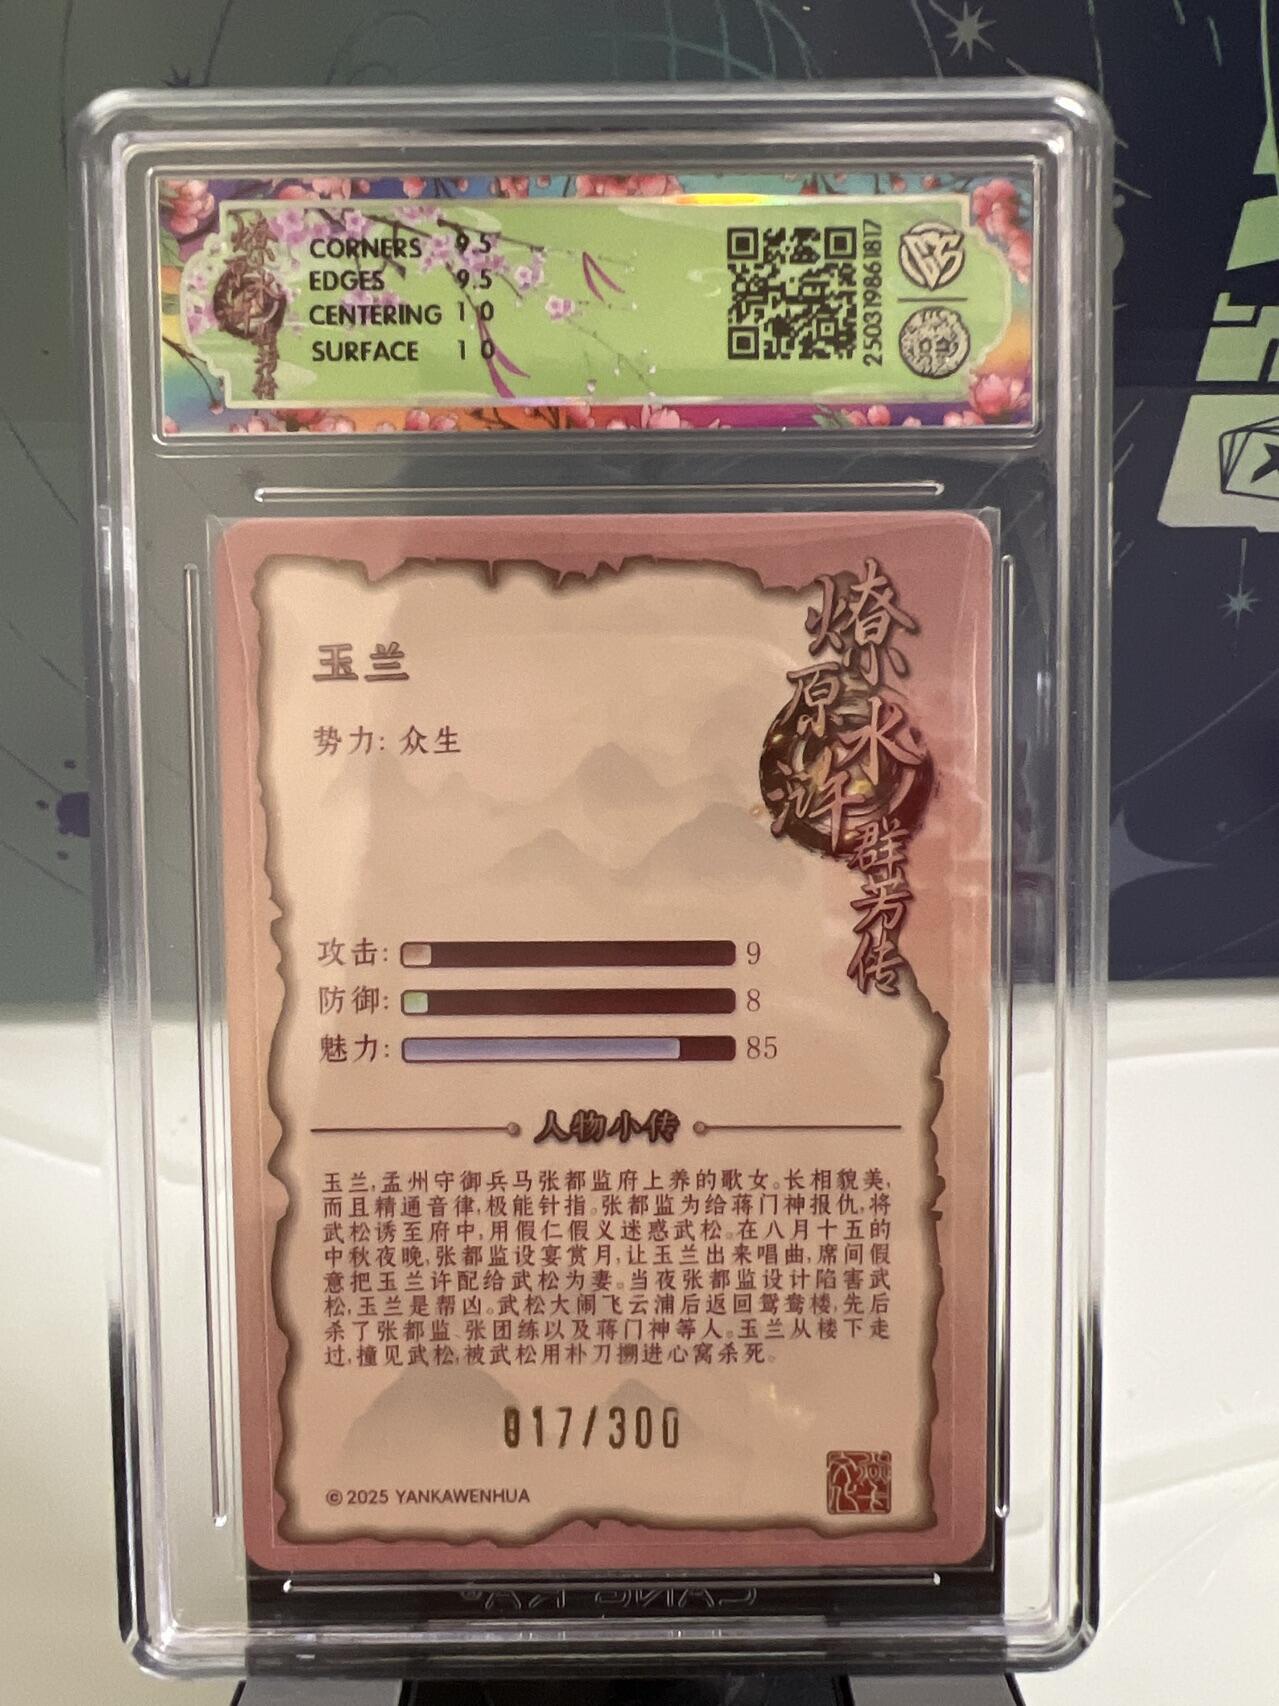 燎原水浒群芳传
CORNERS 9.5
EDGES 9.5
CENTERING 10
SURFACE 10
2503198618​17
燎原水浒群芳传
玉兰
势力: 众生
攻击: 9
防御: 8
魅力: 85
人物小传
玉兰,孟州守御兵马张都监府上养的歌女。长相貌美,
而且精通音律,极能针指。张都监为给蒋门神报仇,将
武松诱至府中,用假仁假义迷惑武松。在八月十五的
中秋夜晚,张都监设宴赏月,让玉兰出来唱曲,席间假
意把玉兰许配给武松为妻。当夜张都监设计陷害武
松,玉兰是帮凶。武松大闹飞云浦后返回鸳鸯楼,先后
杀了张都监、张团练以及蒋门神等人。玉兰从楼下走
过,撞见武松,被武松用朴刀搠进心窝杀死。
017/300
© 2025 YANKAWENHUA